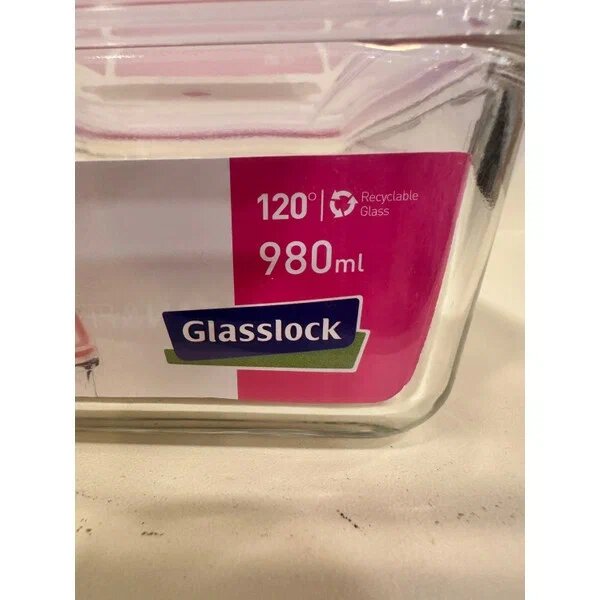 120° | Recyclable
Glass
980ml
Glasslock